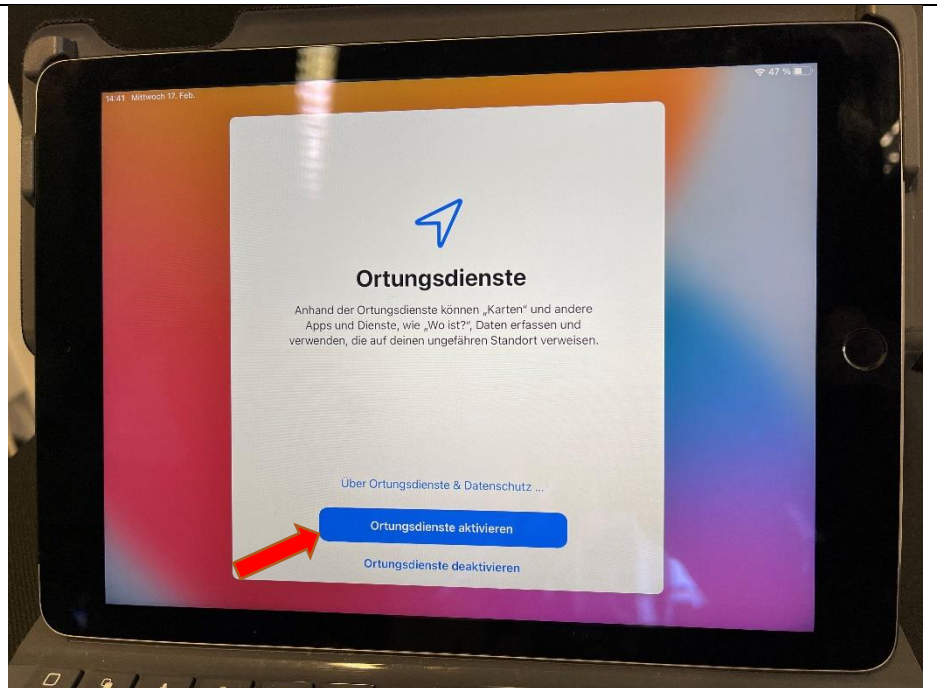 14:41 Mittwoch 17. Feb.
47 %
Ortungsdienste
Anhand der Ortungsdienste können „Karten“ und andere
Apps und Dienste, wie „Wo ist?“, Daten erfassen und
verwenden, die auf deinen ungefähren Standort verweisen.
Über Ortungsdienste & Datenschutz ...
Ortungsdienste aktivieren
Ortungsdienste deaktivieren